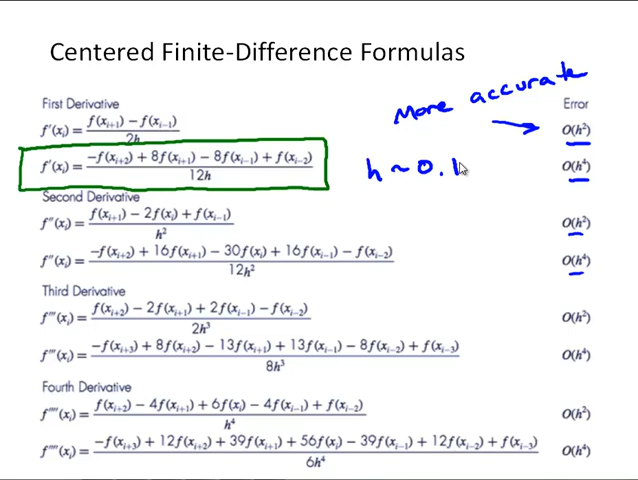 Centered Finite-Difference Formulas
More accurate
First Derivative Error
f'(xᵢ) = (f(xᵢ₊₁) − f(xᵢ₋₁)) / 2h O(h²)
f'(xᵢ) = (−f(xᵢ₊₂) + 8f(xᵢ₊₁) − 8f(xᵢ₋₁) + f(xᵢ₋₂)) / 12h O(h⁴)
h ~ 0.1
Second Derivative
f''(xᵢ) = (f(xᵢ₊₁) − 2f(xᵢ) + f(xᵢ₋₁)) / h² O(h²)
f''(xᵢ) = (−f(xᵢ₊₂) + 16f(xᵢ₊₁) − 30f(xᵢ) + 16f(xᵢ₋₁) − f(xᵢ₋₂)) / 12h² O(h⁴)
Third Derivative
f'''(xᵢ) = (f(xᵢ₊₂) − 2f(xᵢ₊₁) + 2f(xᵢ₋₁) − f(xᵢ₋₂)) / 2h³ O(h²)
f'''(xᵢ) = (−f(xᵢ₊₃) + 8f(xᵢ₊₂) − 13f(xᵢ₊₁) + 13f(xᵢ₋₁) − 8f(xᵢ₋₂) + f(xᵢ₋₃)) / 8h³ O(h⁴)
Fourth Derivative
f''''(xᵢ) = (f(xᵢ₊₂) − 4f(xᵢ₊₁) + 6f(xᵢ) − 4f(xᵢ₋₁) + f(xᵢ₋₂)) / h⁴ O(h²)
f''''(xᵢ) = (−f(xᵢ₊₃) + 12f(xᵢ₊₂) + 39f(xᵢ₊₁) + 56f(xᵢ) − 39f(xᵢ₋₁) + 12f(xᵢ₋₂) + f(xᵢ₋₃)) / 6h⁴ O(h⁴)